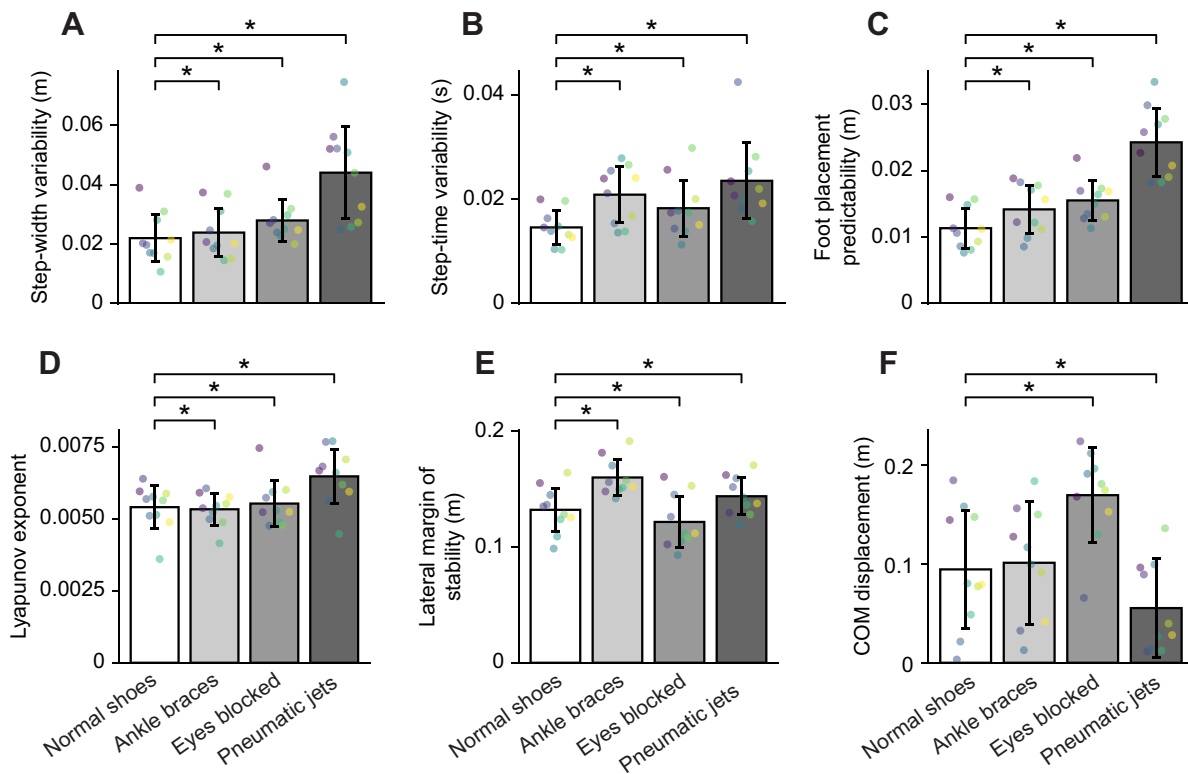 A
B
C
*
*
*
*
*
*
*
*
*
Step-width variability (m)
0.06
0.04
0.02
0
Step-time variability (s)
0.04
0.02
0
Foot placement
predictability (m)
0.03
0.02
0.01
0
D
E
F
*
*
*
*
*
*
*
*
Lyapunov exponent
0.0075
0.0050
0.0025
0
Lateral margin of
stability (m)
0.2
0.1
0
COM displacement (m)
0.2
0.1
0
Normal shoes
Ankle braces
Eyes blocked
Pneumatic jets
Normal shoes
Ankle braces
Eyes blocked
Pneumatic jets
Normal shoes
Ankle braces
Eyes blocked
Pneumatic jets